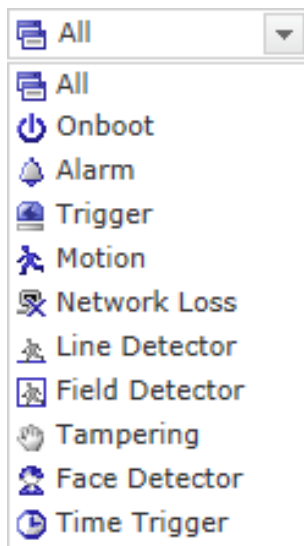 All
All
Onboot
Alarm
Trigger
Motion
Network Loss
Line Detector
Field Detector
Tampering
Face Detector
Time Trigger